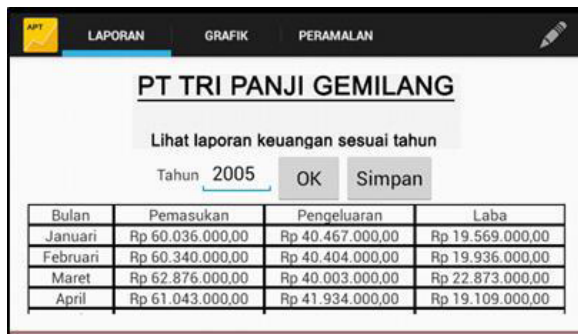 APT LAPORAN GRAFIK PERAMALAN
PT TRI PANJI GEMILANG
Lihat laporan keuangan sesuai tahun
Tahun 2005 OK Simpan
Bulan Pemasukan Pengeluaran Laba
Januari Rp 60.036.000,00 Rp 40.467.000,00 Rp 19.569.000,00
Februari Rp 60.340.000,00 Rp 40.404.000,00 Rp 19.936.000,00
Maret Rp 62.876.000,00 Rp 40.003.000,00 Rp 22.873.000,00
April Rp 61.043.000,00 Rp 41.934.000,00 Rp 19.109.000,00